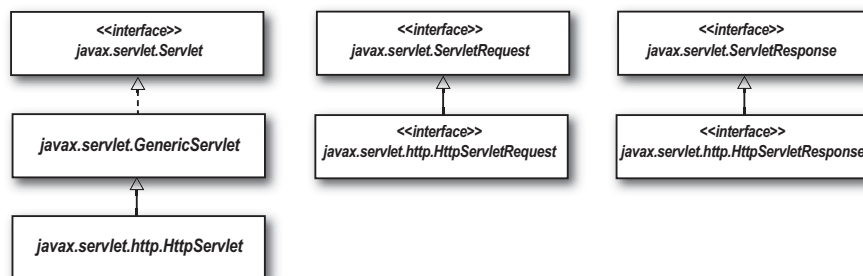 <<interface>>
javax.servlet.Servlet
<<interface>>
javax.servlet.ServletRequest
<<interface>>
javax.servlet.ServletResponse
javax.servlet.GenericServlet
<<interface>>
javax.servlet.http.HttpServletRequest
<<interface>>
javax.servlet.http.HttpServletResponse
javax.servlet.http.HttpServlet